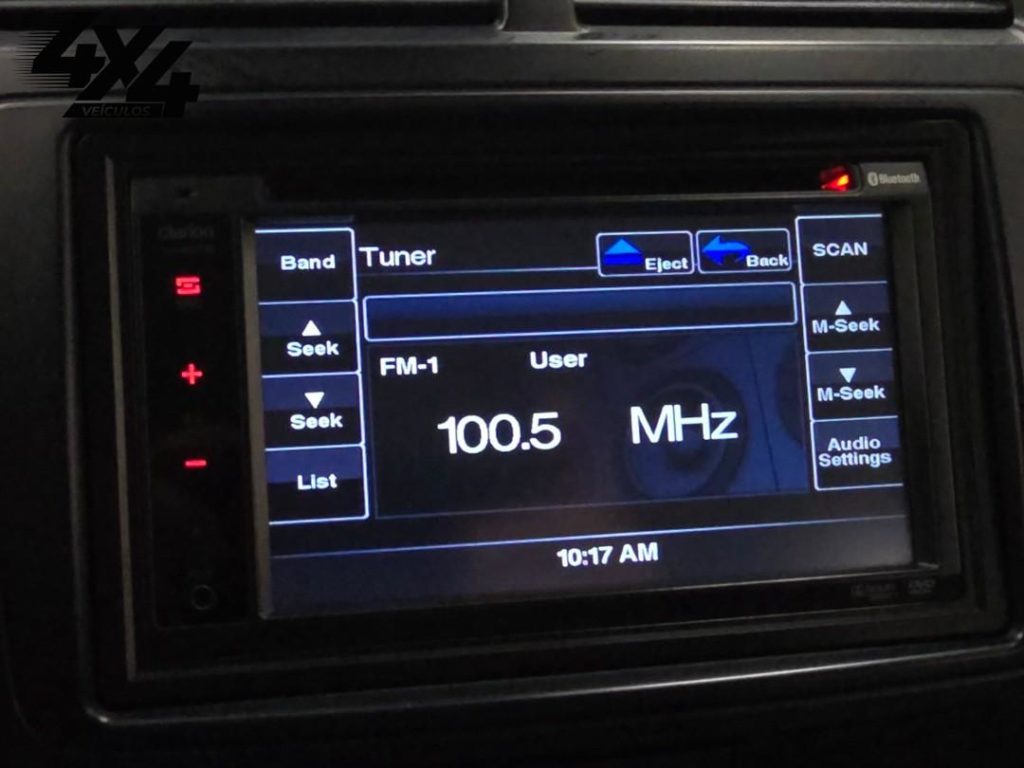 4X4
VEÍCULOS
Bluetooth
Clarion
Band
Tuner
Eject
Back
SCAN
Seek
M-Seek
FM-1
User
Seek
M-Seek
100.5 MHz
List
Audio
Settings
10:17 AM